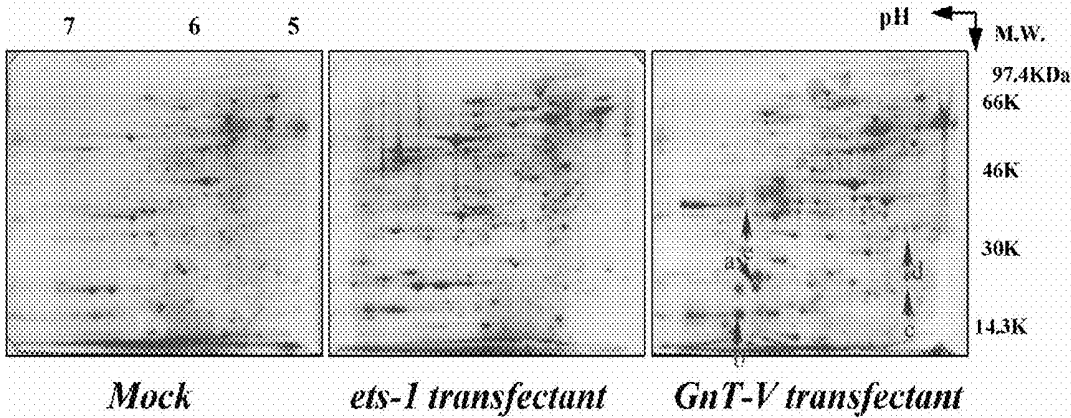 7 6 5 pH M.W.
97.4KDa
66K
46K
30K
14.3K
a
d
c
Mock ets-1 transfectant GnT-V transfectant